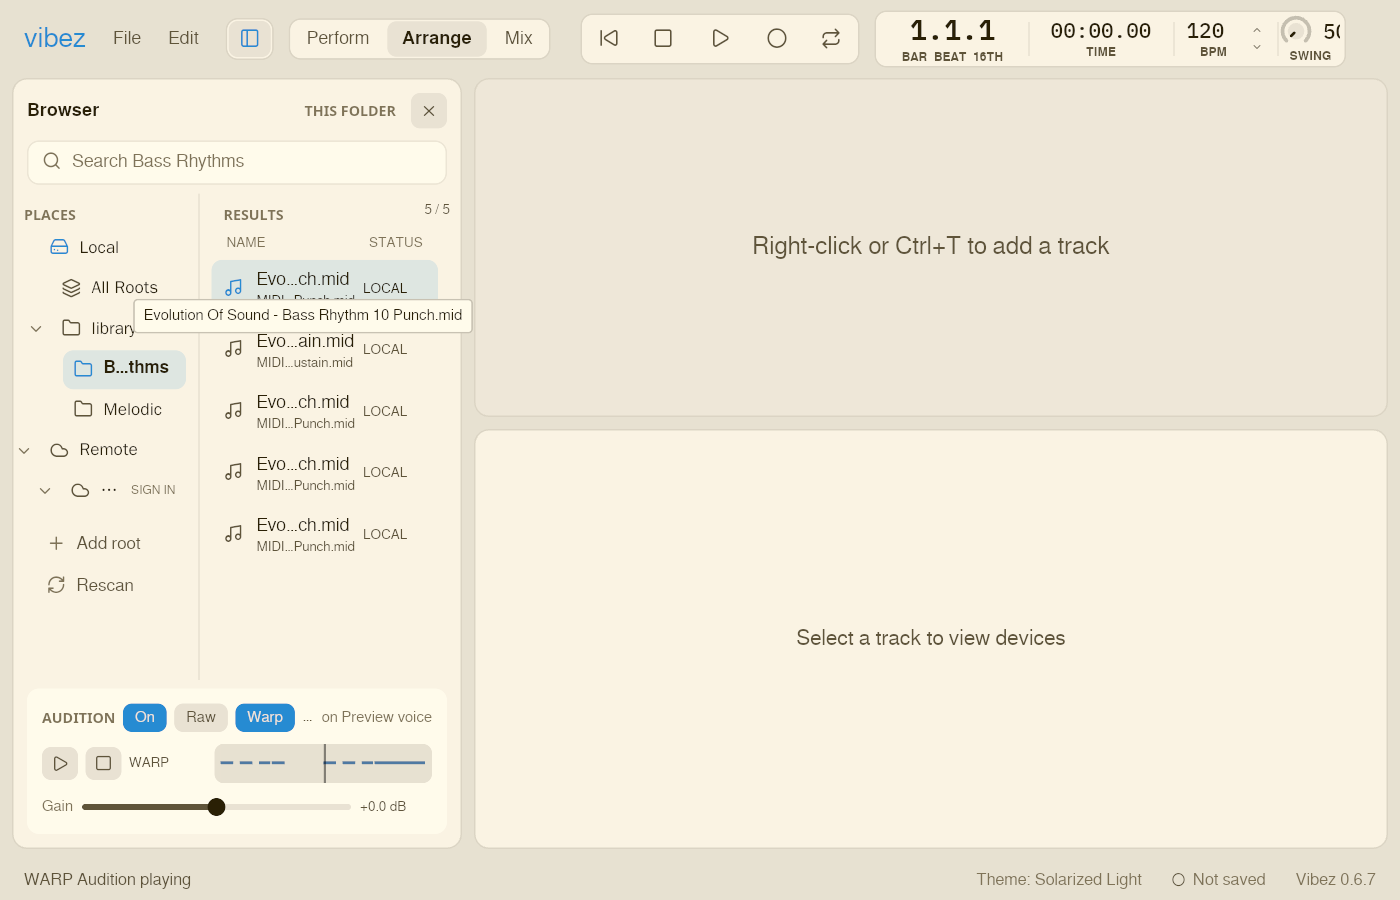 vibez File Edit Perform Arrange Mix
1.1.1
BAR BEAT 16TH
00:00.00
TIME
120
BPM
SWING
Browser THIS FOLDER
Search Bass Rhythms
PLACES
Local
All Roots
library
B...thms
Melodic
Remote
... SIGN IN
Add root
Rescan
RESULTS 5 / 5
NAME STATUS
Evo...ch.mid LOCAL
Evolution Of Sound - Bass Rhythm 10 Punch.mid
Evo...ain.mid LOCAL
MIDI...ustain.mid
Evo...ch.mid LOCAL
MIDI...Punch.mid
Evo...ch.mid LOCAL
MIDI...Punch.mid
Evo...ch.mid LOCAL
MIDI...Punch.mid
AUDITION On Raw Warp ... on Preview voice
WARP
Gain +0.0 dB
Right-click or Ctrl+T to add a track
Select a track to view devices
WARP Audition playing
Theme: Solarized Light Not saved Vibez 0.6.7